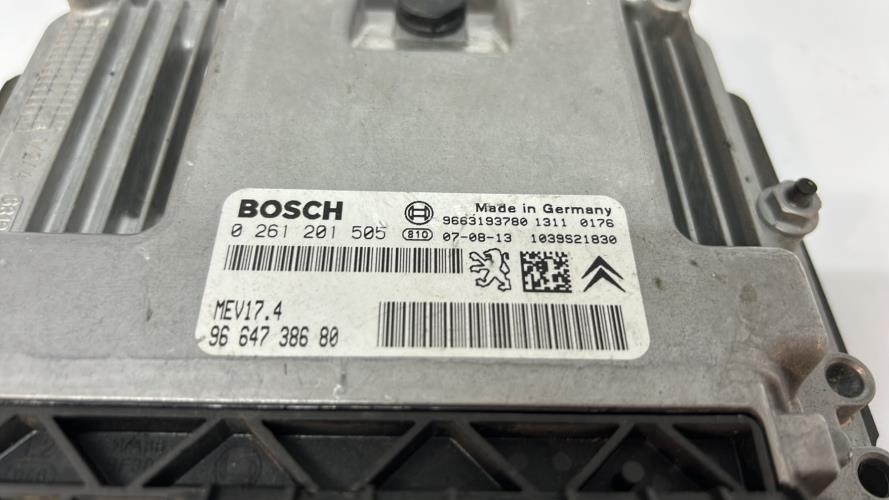 BOSCH
Made in Germany
9663193780 1311 0176
0 261 201 505 810 07-08-13 1039S21830
MEV17.4
96 647 386 80